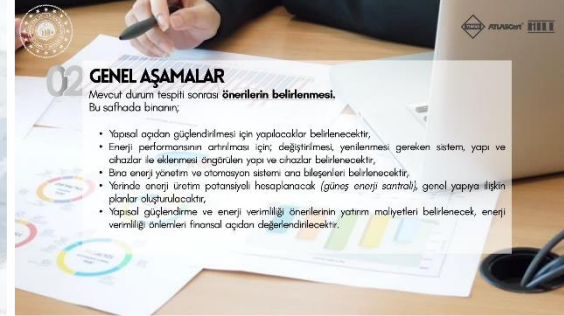 ATLASCert
02 GENEL AŞAMALAR
Mevcut durum tespiti sonrası önerilerin belirlenmesi.
Bu safhada binanın;
• Yapısal açıdan güçlendirilmesi için yapılacaklar belirlenecektir,
• Enerji performansının artırılması için; değiştirilmesi, yenilenmesi gereken sistem, yapı ve
cihazlar ile eklenmesi öngörülen yapı ve cihazlar belirlenecektir,
• Bina enerji yönetim ve otomasyon sistemi ana bileşenleri belirlenecektir,
• Yerinde enerji üretim potansiyeli hesaplanacak (güneş enerji santrali), genel yapıya ilişkin
planlar oluşturulacaktır,
• Yapısal güçlendirme ve enerji verimliliği önerilerinin yatırım maliyetleri belirlenecek, enerji
verimliliği önlemleri finansal açıdan değerlendirilecektir.